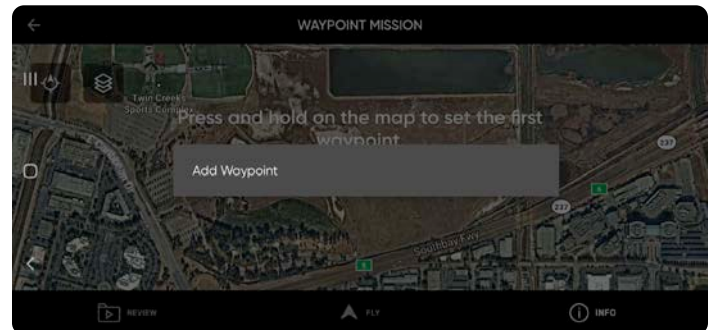 WAYPOINT MISSION
Twin Creeks
Sports Complex
Press and hold on the map to set the first
waypoint
237
Add Waypoint
237
Southbay Fwy
REVIEW
FLY
INFO